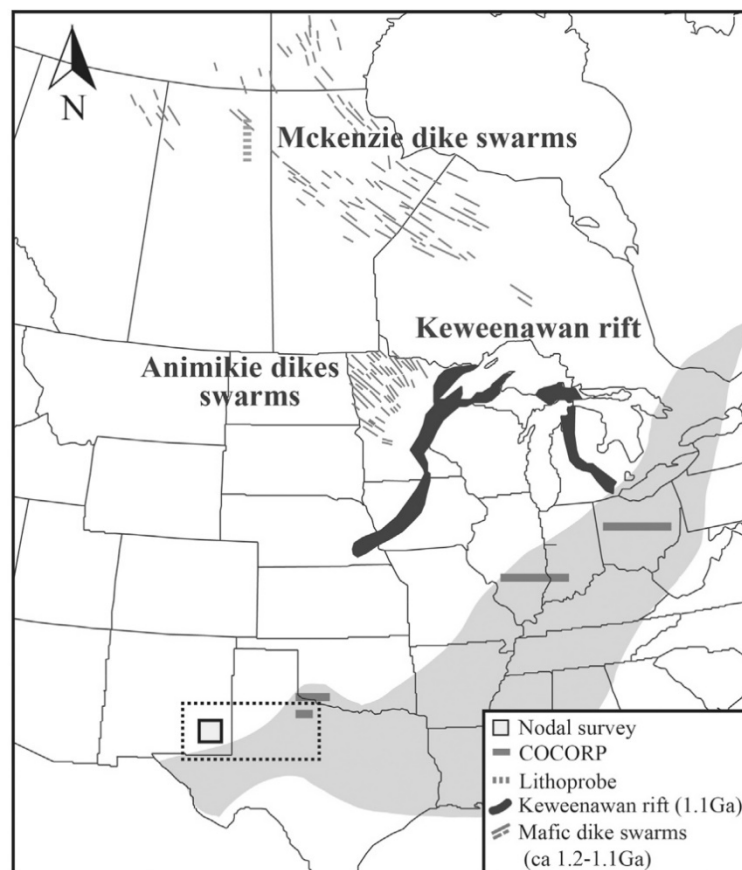 N
Mckenzie dike swarms
Keweenawan rift
Animikie dikes
swarms
Nodal survey
COCORP
Lithoprobe
Keweenawan rift (1.1Ga)
Mafic dike swarms
(ca 1.2-1.1Ga)